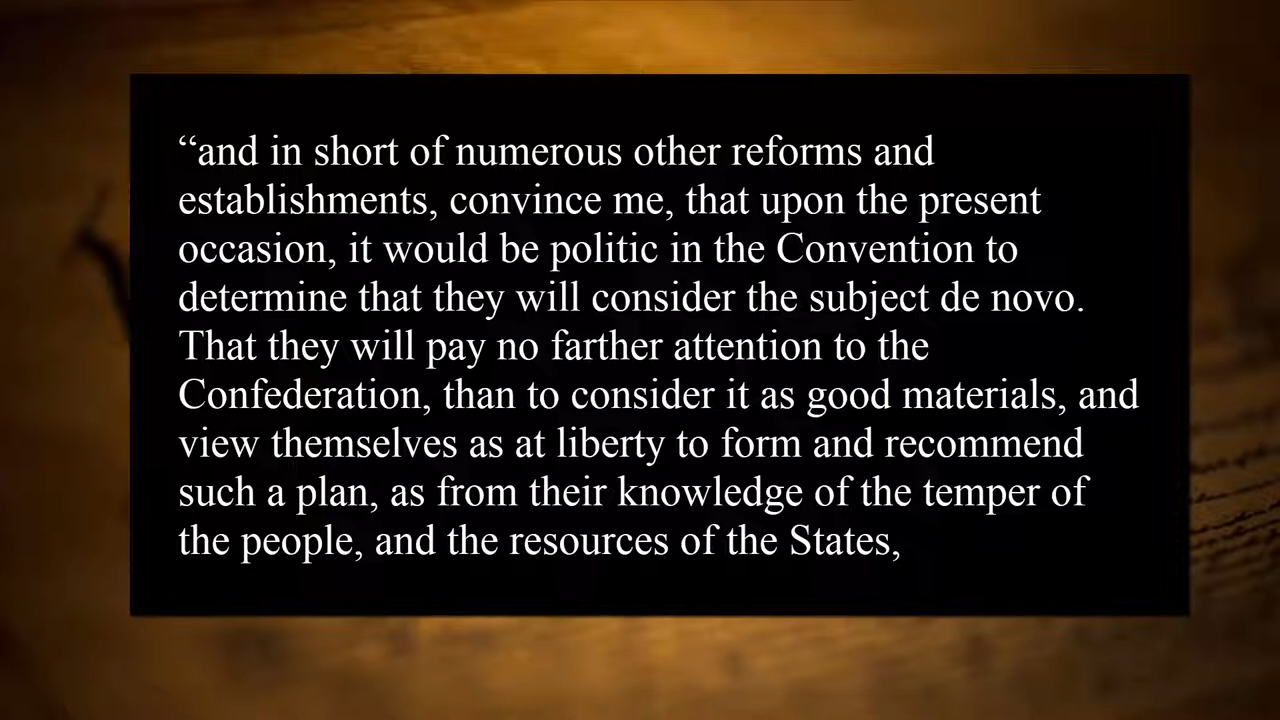 “and in short of numerous other reforms and
establishments, convince me, that upon the present
occasion, it would be politic in the Convention to
determine that they will consider the subject de novo.
That they will pay no farther attention to the
Confederation, than to consider it as good materials, and
view themselves as at liberty to form and recommend
such a plan, as from their knowledge of the temper of
the people, and the resources of the States,